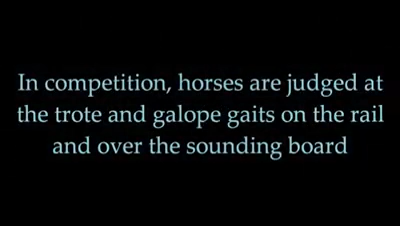 In competition, horses are judged at
the trote and galope gaits on the rail
and over the sounding board